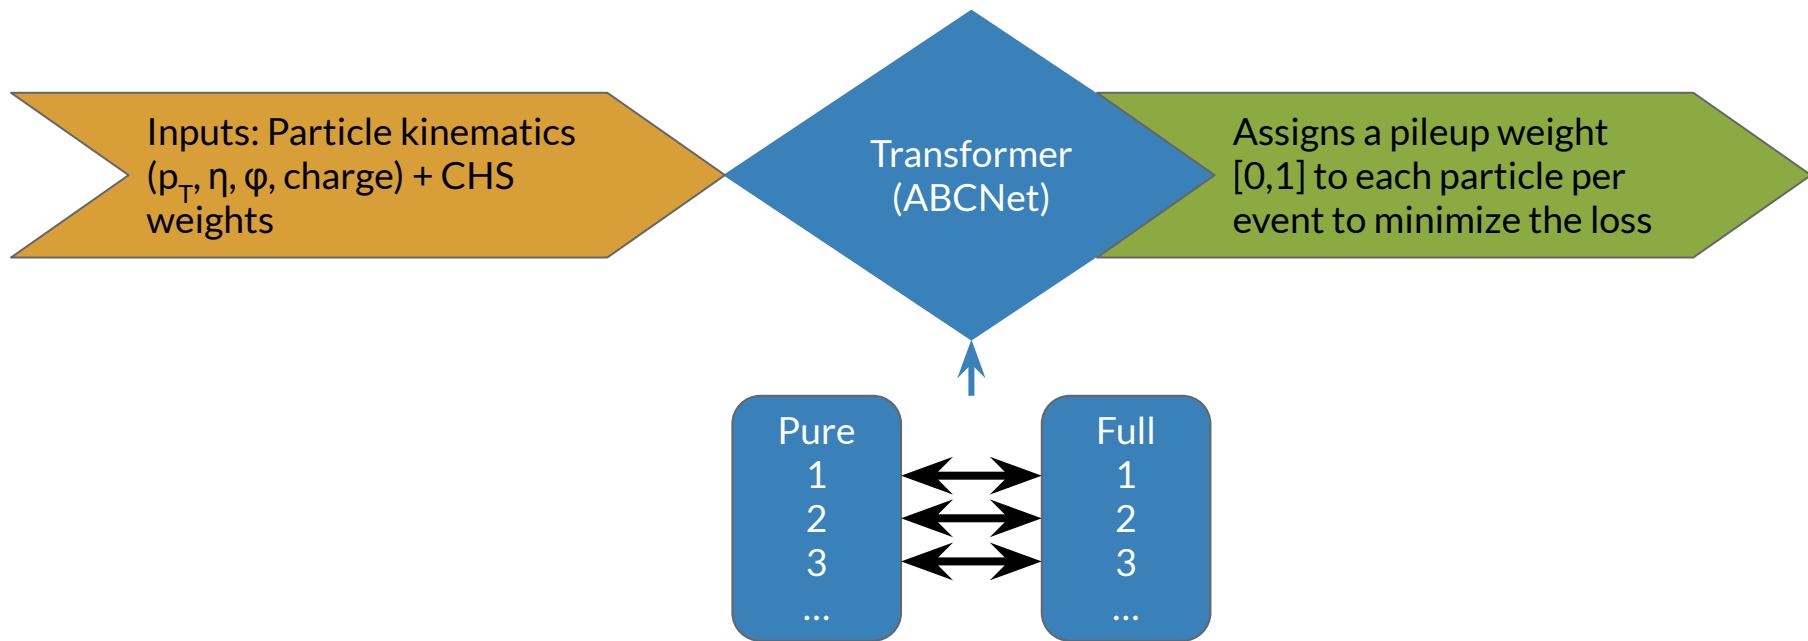 Inputs: Particle kinematics
(p_T, η, φ, charge) + CHS
weights
Transformer
(ABCNet)
Assigns a pileup weight
[0,1] to each particle per
event to minimize the loss
Pure
1
2
3
...
Full
1
2
3
...